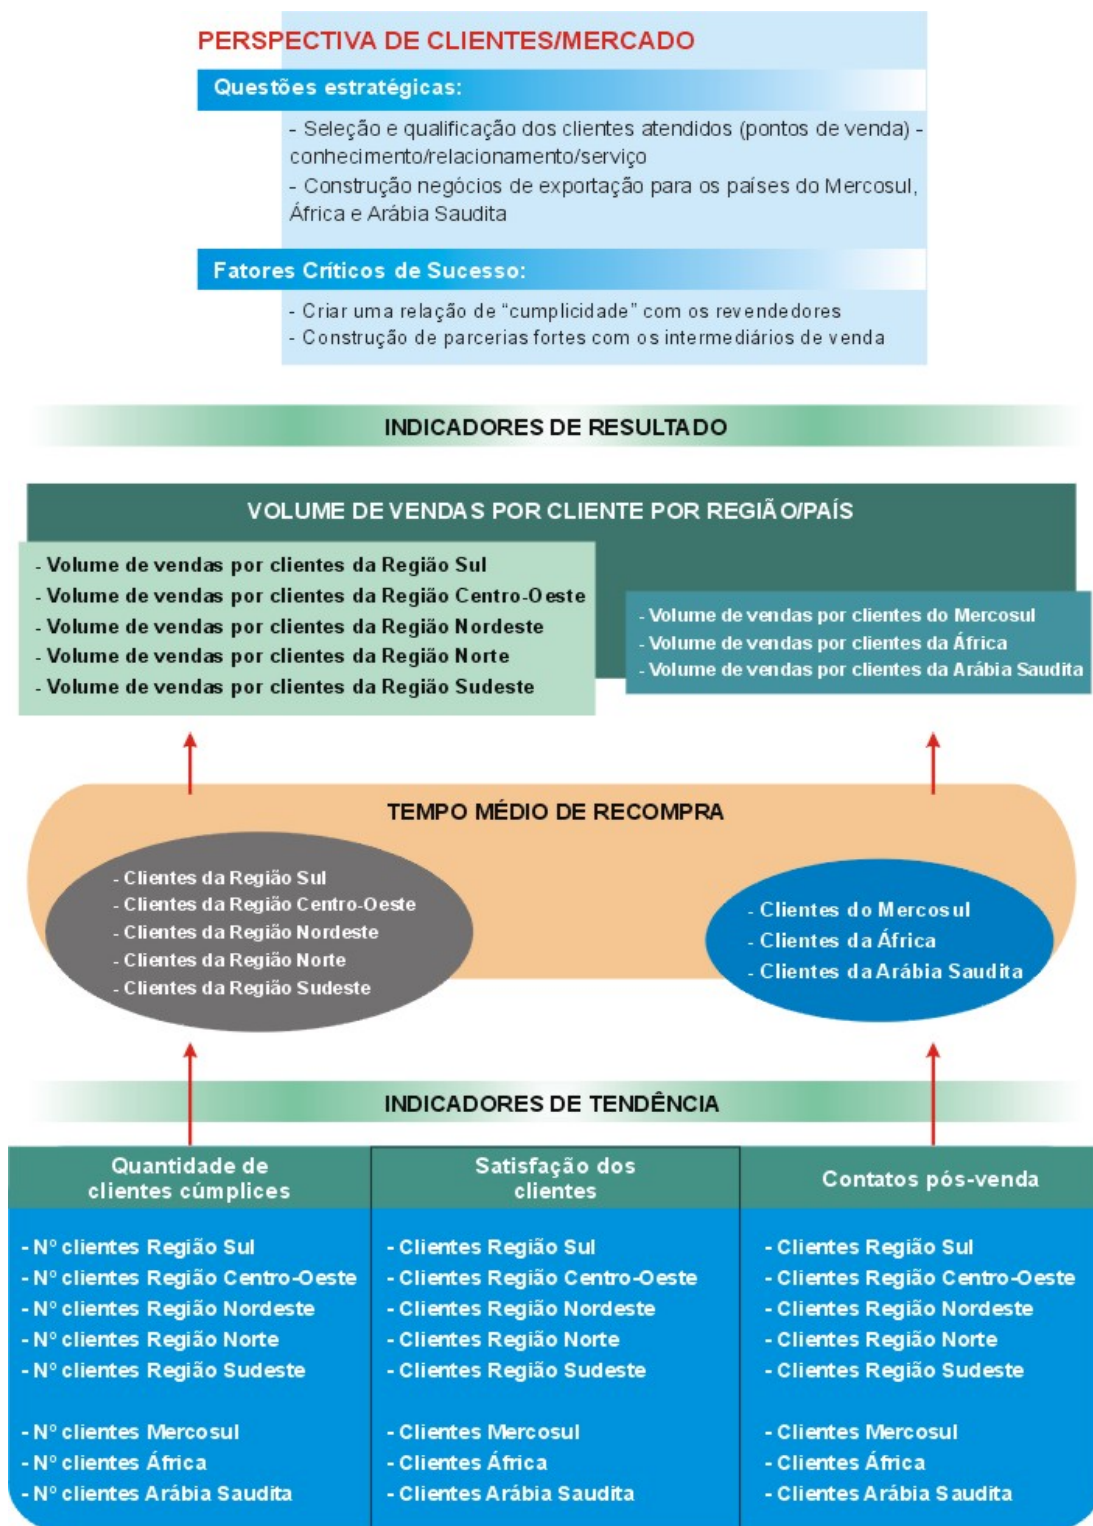 PERSPECTIVA DE CLIENTES/MERCADO
Questões estratégicas:
- Seleção e qualificação dos clientes atendidos (pontos de venda) -
conhecimento/relacionamento/serviço
- Construção negócios de exportação para os países do Mercosul,
África e Arábia Saudita
Fatores Críticos de Sucesso:
- Criar uma relação de “cumplicidade” com os revendedores
- Construção de parcerias fortes com os intermediários de venda
INDICADORES DE RESULTADO
VOLUME DE VENDAS POR CLIENTE POR REGIÃO/PAÍS
- Volume de vendas por clientes da Região Sul
- Volume de vendas por clientes da Região Centro-Oeste
- Volume de vendas por clientes da Região Nordeste
- Volume de vendas por clientes da Região Norte
- Volume de vendas por clientes da Região Sudeste
- Volume de vendas por clientes do Mercosul
- Volume de vendas por clientes da África
- Volume de vendas por clientes da Arábia Saudita
TEMPO MÉDIO DE RECOMPRA
- Clientes da Região Sul
- Clientes da Região Centro-Oeste
- Clientes da Região Nordeste
- Clientes da Região Norte
- Clientes da Região Sudeste
- Clientes do Mercosul
- Clientes da África
- Clientes da Arábia Saudita
INDICADORES DE TENDÊNCIA
Quantidade de
clientes cúmplices
- Nº clientes Região Sul
- Nº clientes Região Centro-Oeste
- Nº clientes Região Nordeste
- Nº clientes Região Norte
- Nº clientes Região Sudeste
- Nº clientes Mercosul
- Nº clientes África
- Nº clientes Arábia Saudita
Satisfação dos
clientes
- Clientes Região Sul
- Clientes Região Centro-Oeste
- Clientes Região Nordeste
- Clientes Região Norte
- Clientes Região Sudeste
- Clientes Mercosul
- Clientes África
- Clientes Arábia Saudita
Contatos pós-venda
- Clientes Região Sul
- Clientes Região Centro-Oeste
- Clientes Região Nordeste
- Clientes Região Norte
- Clientes Região Sudeste
- Clientes Mercosul
- Clientes África
- Clientes Arábia Saudita